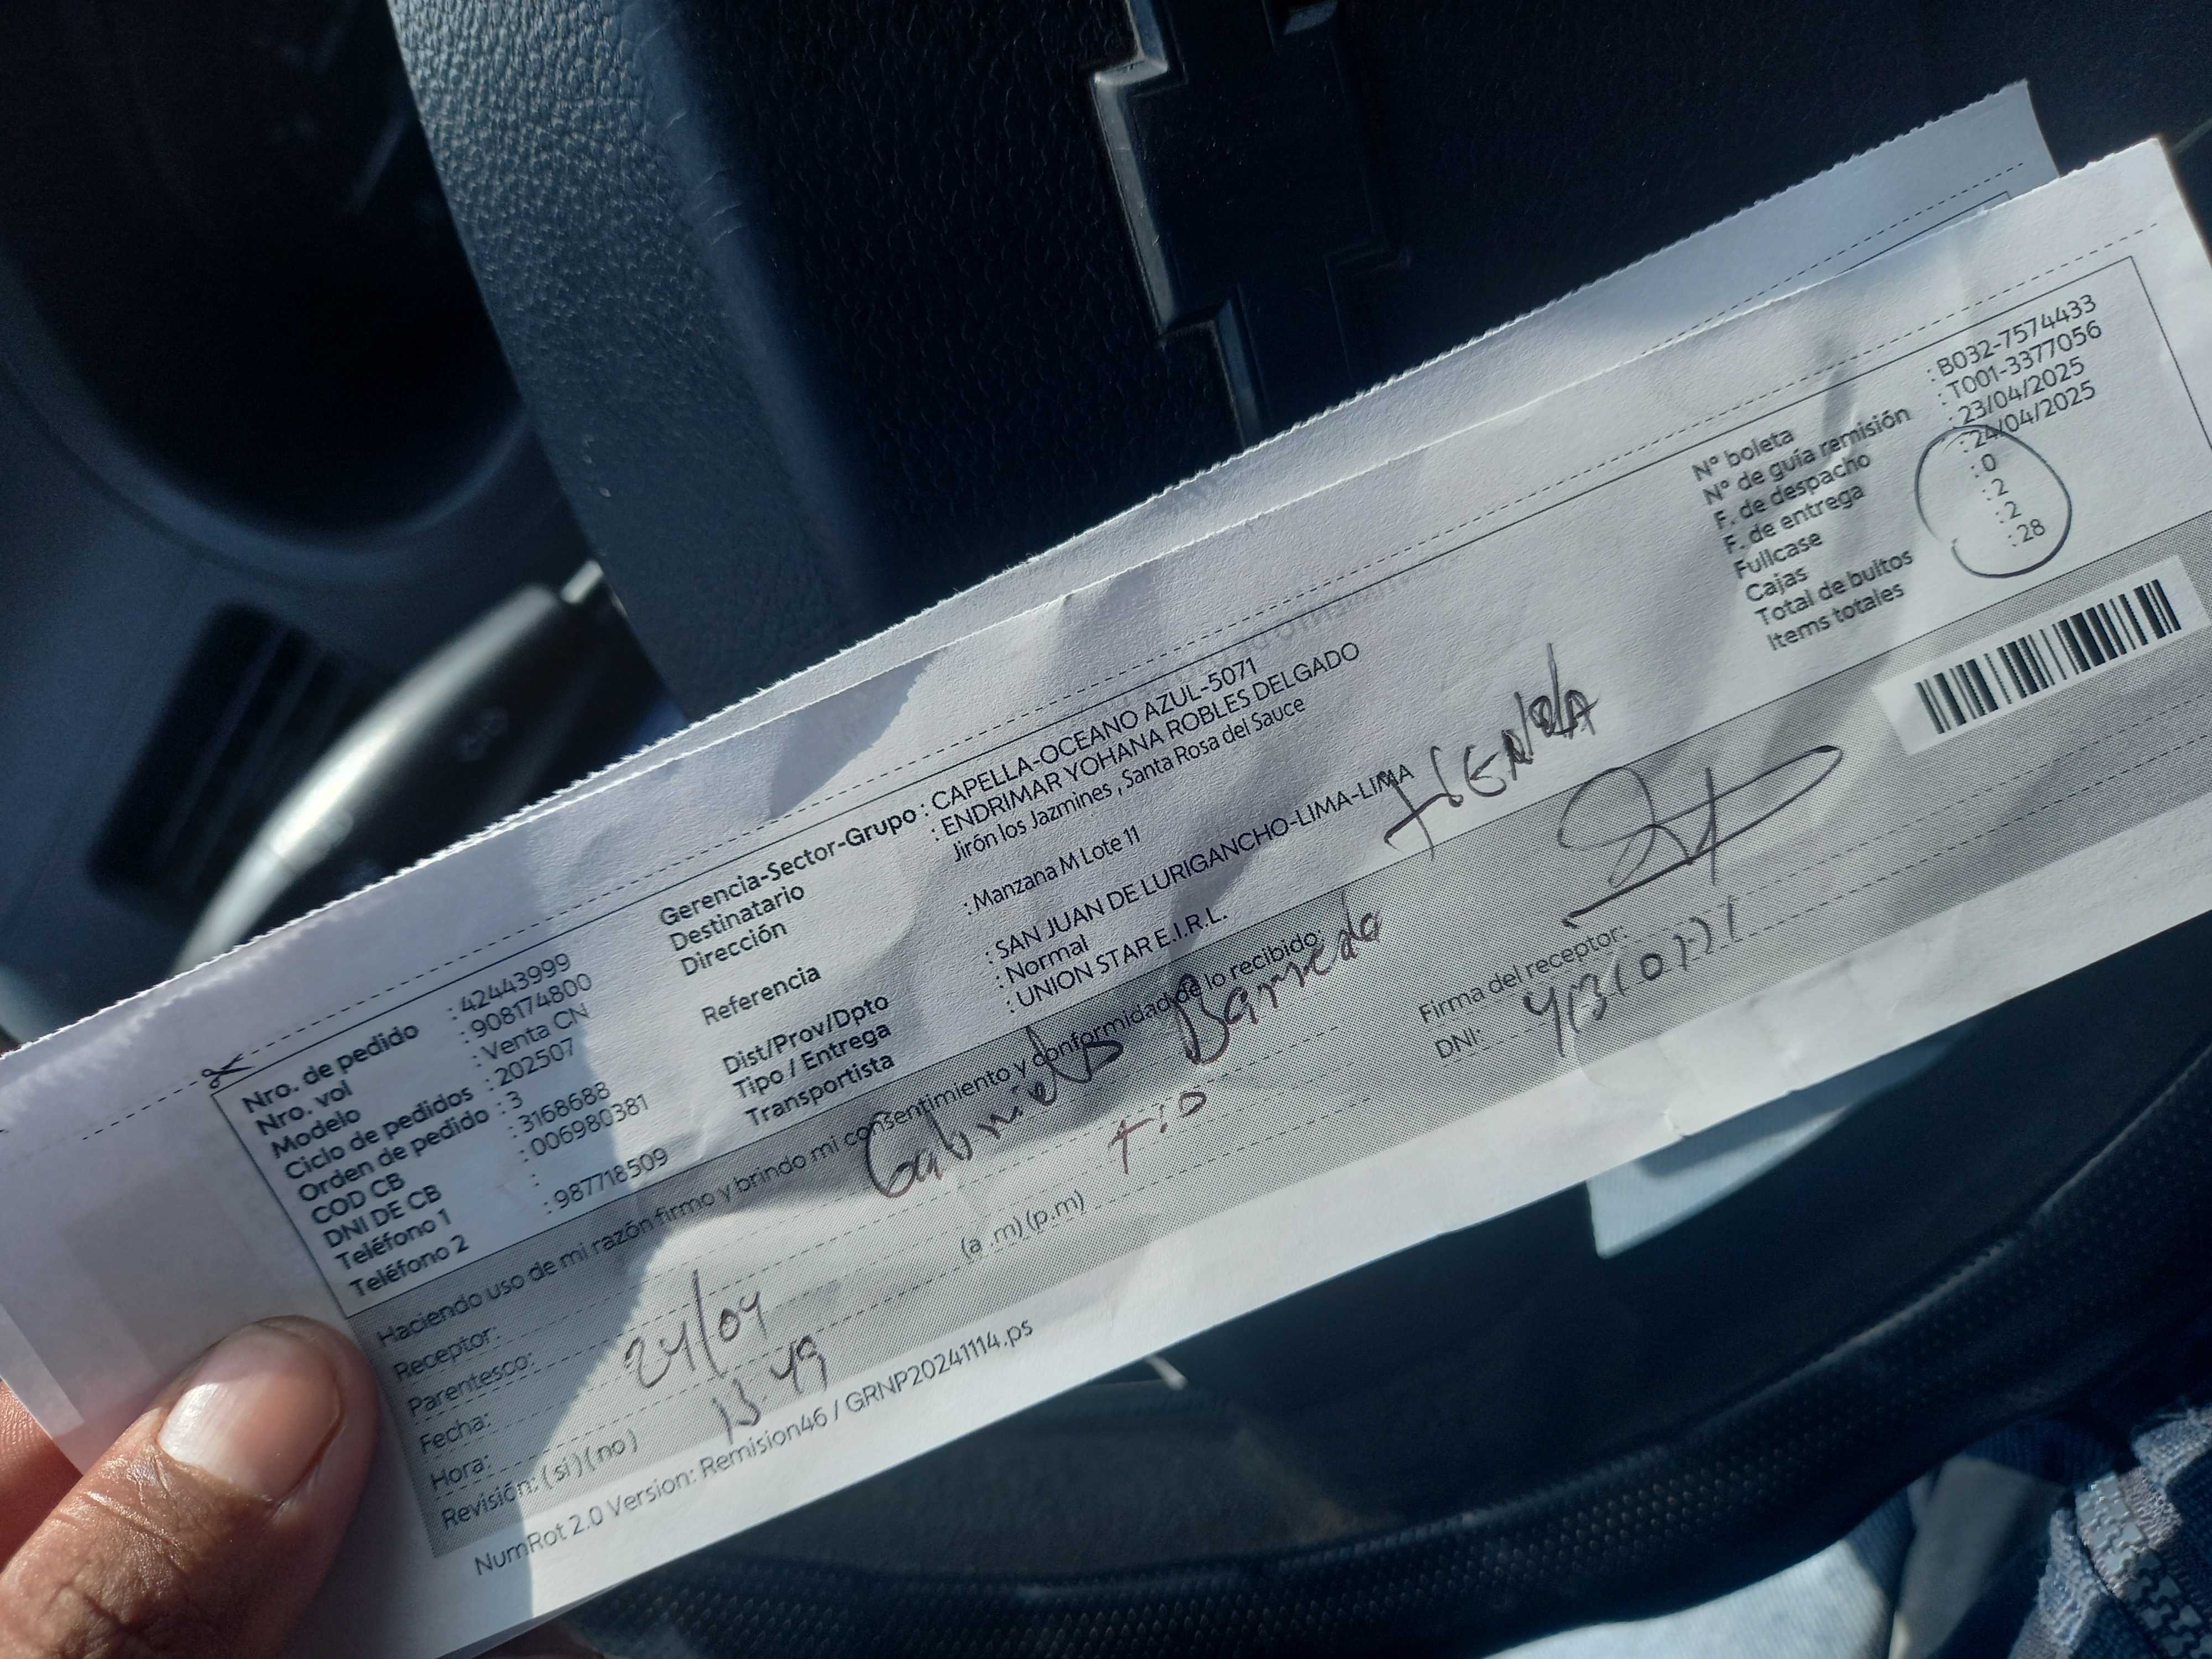 Nro. de pedido : 42443999
Nro. vol : 908174800
Modelo : Venta CN
Ciclo de pedidos : 202507
Orden de pedido : 3
COD CB : 3168688
DNI DE CB : 006980381
Teléfono 1 :
Teléfono 2 : 987718509
Gerencia-Sector-Grupo : CAPELLA-OCEANO AZUL-5071
Destinatario : ENDRIMAR YOHANA ROBLES DELGADO
Dirección Jirón los Jazmines , Santa Rosa del Sauce
Referencia : Manzana M Lote 11
Dist/Prov/Dpto : SAN JUAN DE LURIGANCHO-LIMA-LIMA
Tipo / Entrega : Normal
Transportista : UNION STAR E.I.R.L.
N° boleta : B032-7574433
N° de guía remisión : T001-3377056
F. de despacho : 23/04/2025
F. de entrega : 24/04/2025
Fullcase : 0
Cajas : 2
Total de bultos : 2
Items totales : 28
TIENDA
Haciendo uso de mi razón firmo y brindo mi consentimiento y conformidad de lo recibido:
Receptor: Barreda
Parentesco: tio
Fecha: 24/04
Hora: 13:49 (a .m) (p.m)
Revisión: (si) (no)
Firma del receptor:
DNI:
NumRot 2.0 Version: Remision46 / GRNP20241114.ps